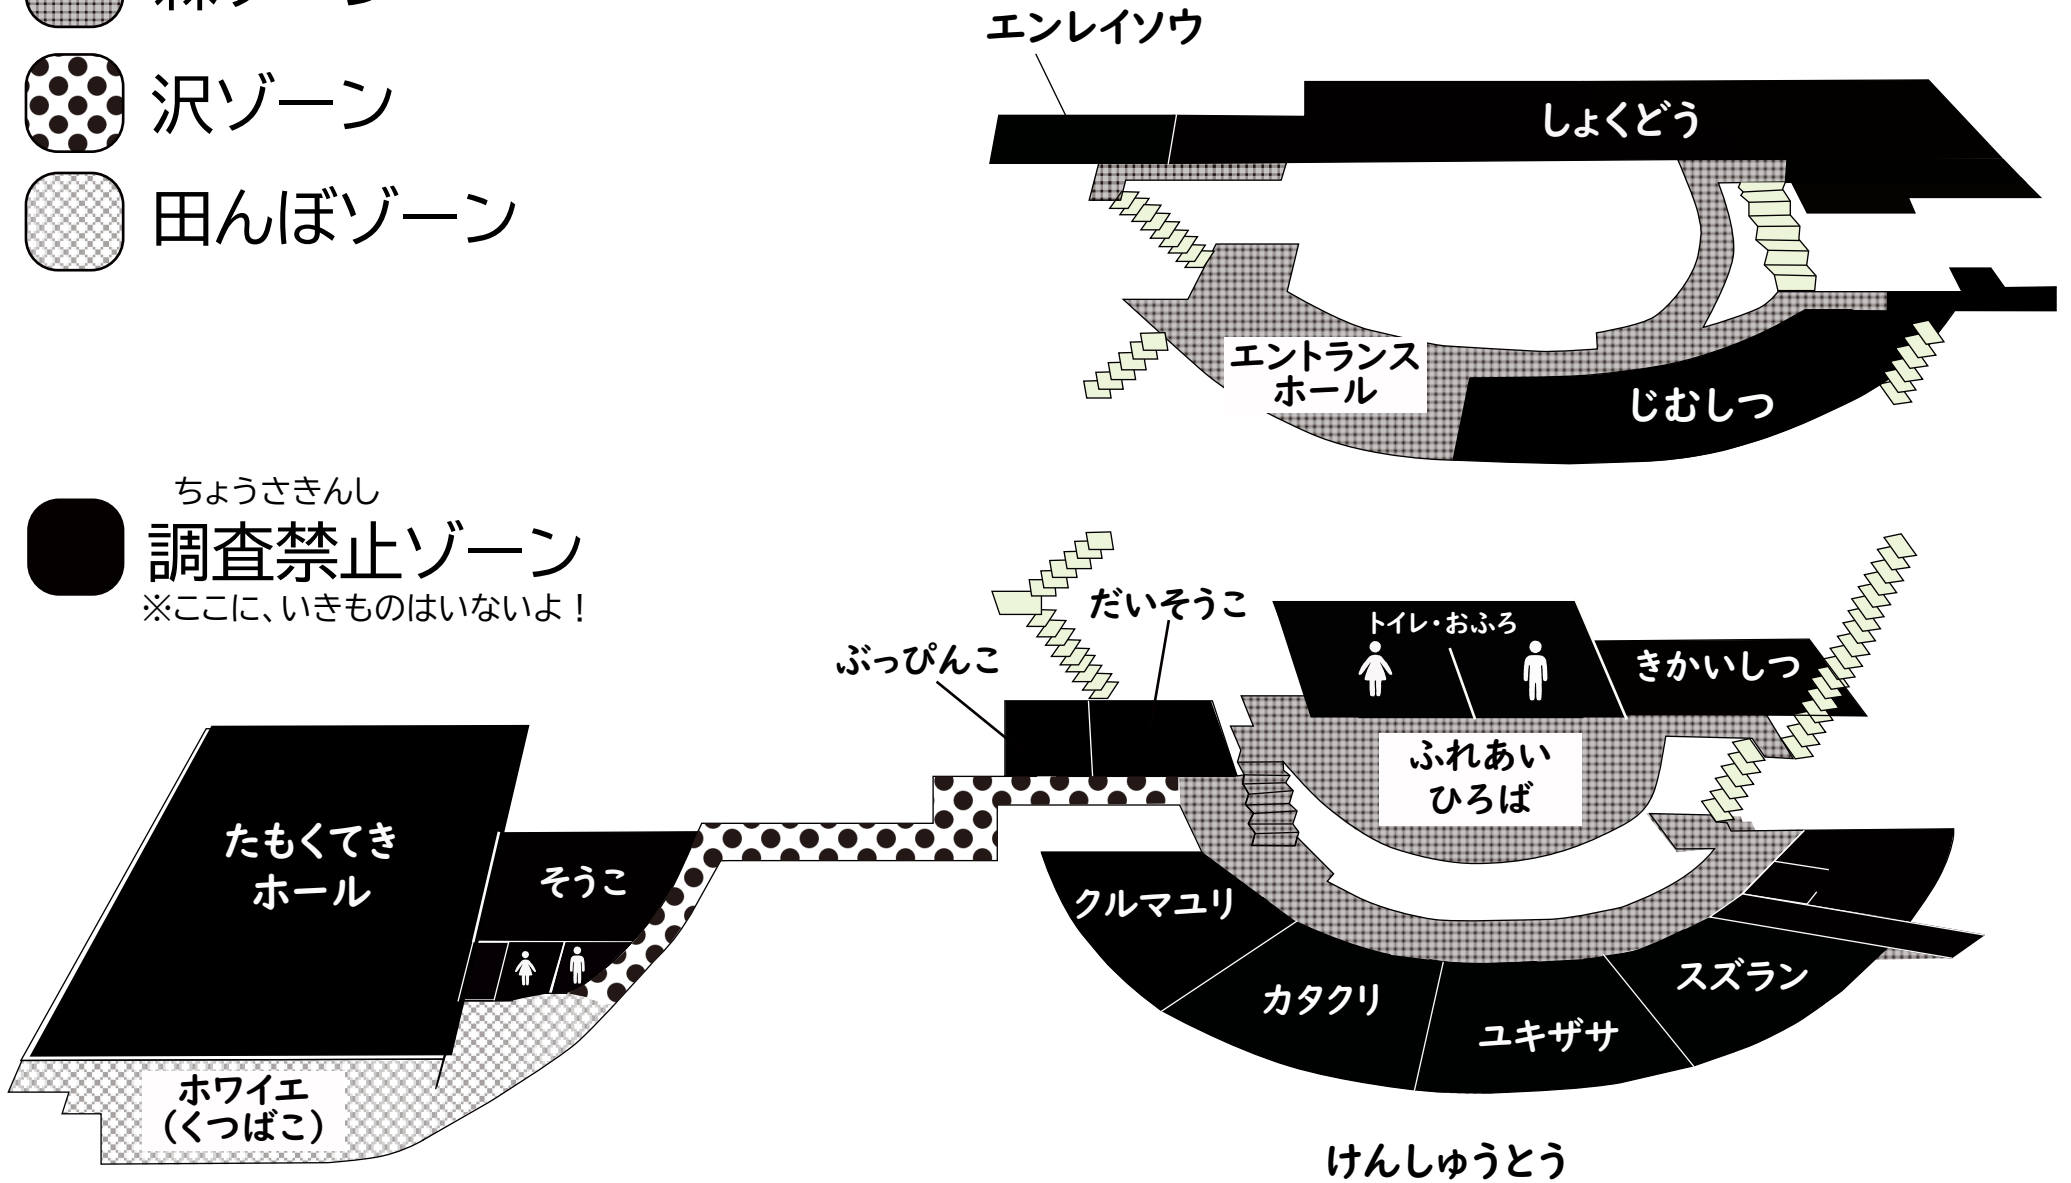 ゾーン
沢ゾーン
田んぼゾーン
ちょうさきんし
調査禁止ゾーン
※ここに、いきものはいないよ！
エンレイソウ
しょくどう
エントランス
ホール
じむしつ
だいそうこ
ぶっぴんこ
トイレ・おふろ
きかいしつ
ふれあい
ひろば
たもくてき
ホール
そうこ
クルマユリ
カタクリ
ユキザサ
スズラン
ホワイエ
（くつばこ）
けんしゅうとう